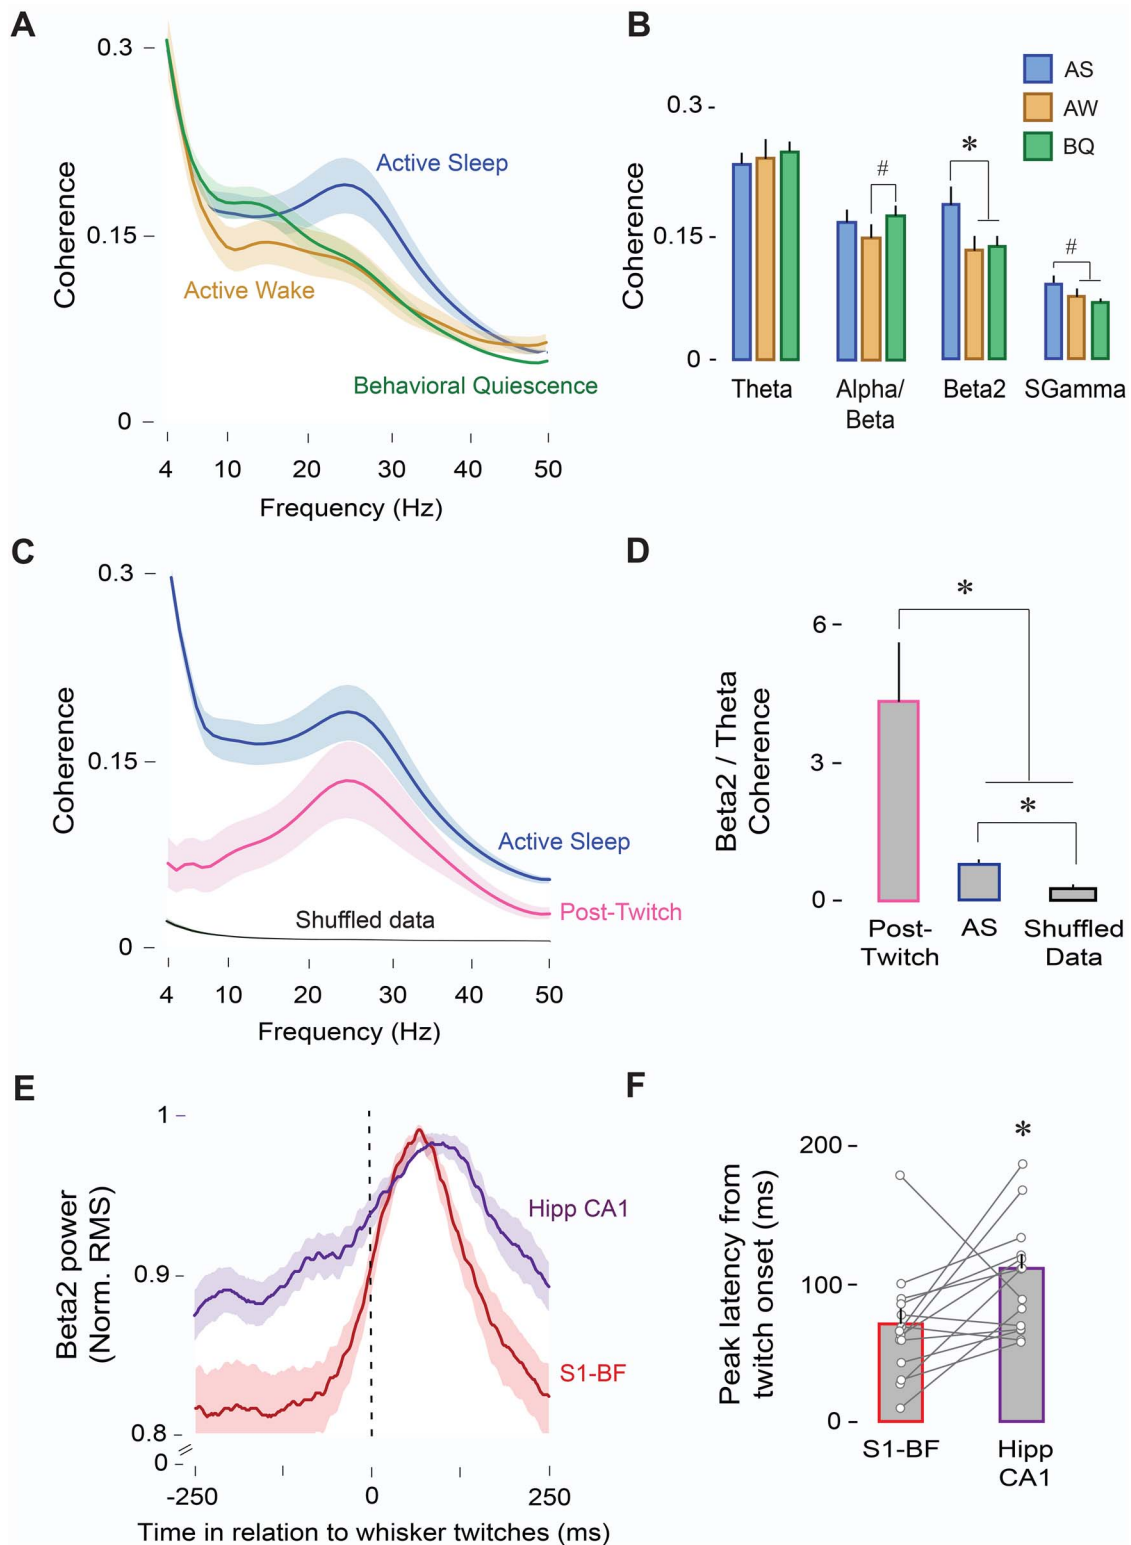 A
0.3
0.15
0
Coherence
Active Sleep
Active Wake
Behavioral Quiescence
4 10 20 30 40 50
Frequency (Hz)
B
AS
AW
BQ
0.3
0.15
0
Coherence
#
*
#
Theta Alpha/ Beta2 SGamma
Beta
C
0.3
0.15
0
Coherence
Active Sleep
Post-Twitch
Shuffled data
4 10 20 30 40 50
Frequency (Hz)
D
*
6
3
0
Beta2 / Theta
Coherence
*
Post- AS Shuffled
Twitch Data
E
1
0.9
0.8
0
Beta2 power
(Norm. RMS)
Hipp CA1
S1-BF
-250 0 250
Time in relation to whisker twitches (ms)
F
*
200
100
0
Peak latency from
twitch onset (ms)
S1-BF Hipp
CA1